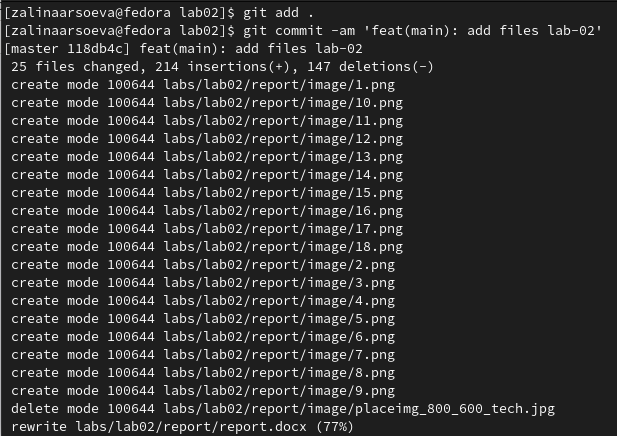 [zalinaarsoeva@fedora lab02]$ git add .
[zalinaarsoeva@fedora lab02]$ git commit -am 'feat(main): add files lab-02'
[master 118db4c] feat(main): add files lab-02
 25 files changed, 214 insertions(+), 147 deletions(-)
 create mode 100644 labs/lab02/report/image/1.png
 create mode 100644 labs/lab02/report/image/10.png
 create mode 100644 labs/lab02/report/image/11.png
 create mode 100644 labs/lab02/report/image/12.png
 create mode 100644 labs/lab02/report/image/13.png
 create mode 100644 labs/lab02/report/image/14.png
 create mode 100644 labs/lab02/report/image/15.png
 create mode 100644 labs/lab02/report/image/16.png
 create mode 100644 labs/lab02/report/image/17.png
 create mode 100644 labs/lab02/report/image/18.png
 create mode 100644 labs/lab02/report/image/2.png
 create mode 100644 labs/lab02/report/image/3.png
 create mode 100644 labs/lab02/report/image/4.png
 create mode 100644 labs/lab02/report/image/5.png
 create mode 100644 labs/lab02/report/image/6.png
 create mode 100644 labs/lab02/report/image/7.png
 create mode 100644 labs/lab02/report/image/8.png
 create mode 100644 labs/lab02/report/image/9.png
 delete mode 100644 labs/lab02/report/image/placeimg_800_600_tech.jpg
 rewrite labs/lab02/report/report.docx (77%)